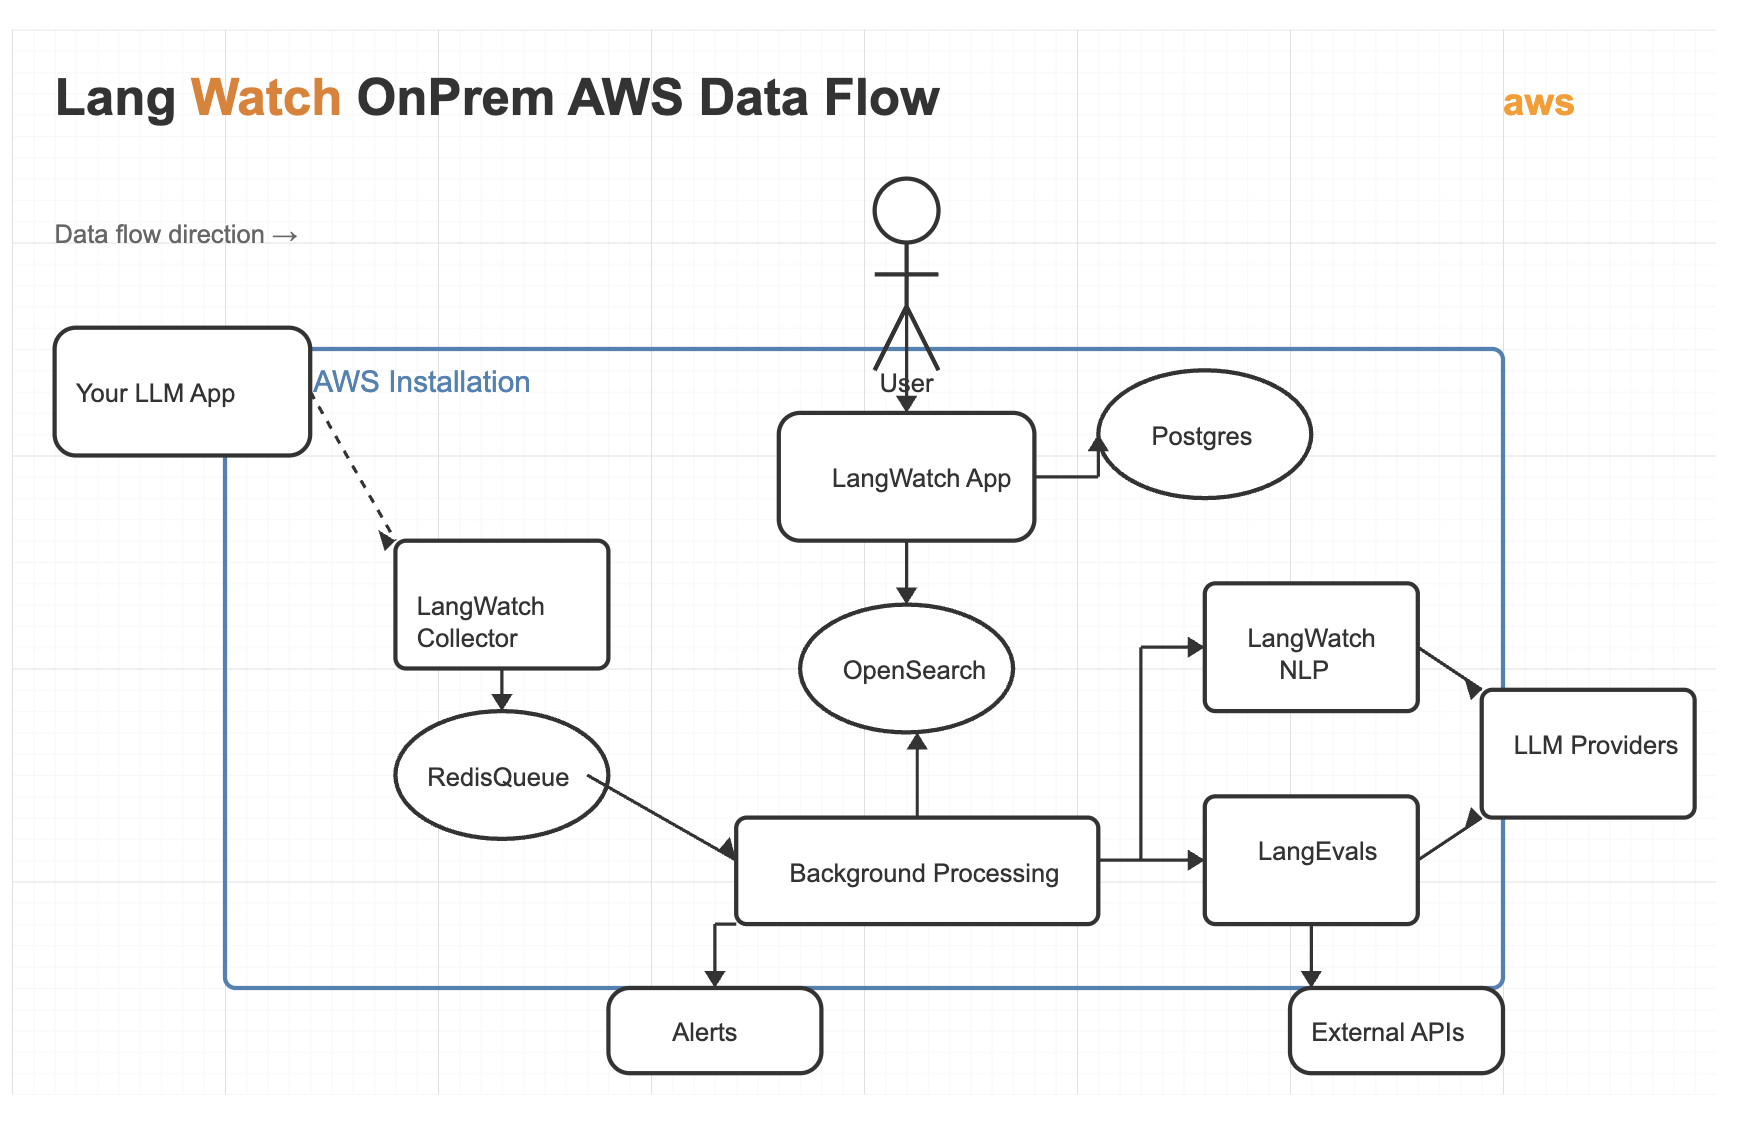 Lang Watch OnPrem AWS Data Flow
aws
Data flow direction →
Your LLM App
AWS Installation
User
Postgres
LangWatch App
LangWatch
Collector
OpenSearch
LangWatch
NLP
RedisQueue
LLM Providers
Background Processing
LangEvals
Alerts
External APIs